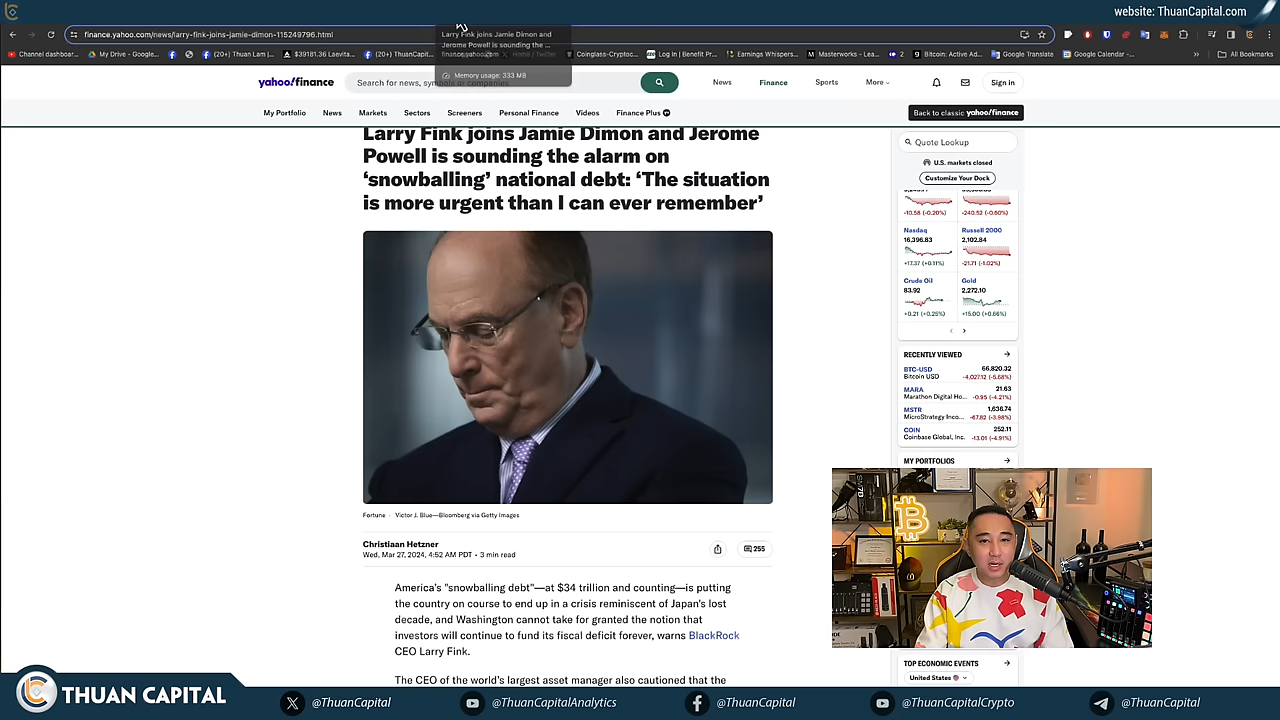 website: ThuanCapital.com
finance.yahoo.com/news/larry-fink-joins-jamie-dimon-115249796.html
Larry Fink joins Jamie Dimon and
Jerome Powell is sounding the ...
finance.yahoo.com
Memory usage: 333 MB
Channel dashboar...
My Drive - Google...
(20+) Thuan Lam |...
$39181.36 Laevita...
(20+) ThuanCapit...
Coinglass-Cryptoc...
Log In | Benefit Pr...
Earnings Whispers...
Masterworks - Lea...
2
Bitcoin: Active Ad...
Google Translate
Google Calendar -...
All Bookmarks
yahoo!finance
Search for news, symbols or companies
News
Finance
Sports
More
Sign in
My Portfolio
News
Markets
Sectors
Screeners
Personal Finance
Videos
Finance Plus
Back to classic yahoo!finance
Larry Fink joins Jamie Dimon and Jerome
Powell is sounding the alarm on
‘snowballing’ national debt: ‘The situation
is more urgent than I can ever remember’
Quote Lookup
U.S. markets closed
Customize Your Dock
-10.58 (-0.20%)
-240.52 (-0.60%)
Nasdaq
16,396.83
+17.37 (+0.11%)
Russell 2000
2,102.84
-21.71 (-1.02%)
Crude Oil
83.92
+0.21 (+0.25%)
Gold
2,272.10
+15.00 (+0.66%)
RECENTLY VIEWED
BTC-USD 66,820.32
Bitcoin USD -4,027.12 (-5.68%)
MARA 21.63
Marathon Digital Ho... -0.95 (-4.21%)
MSTR 1,636.74
MicroStrategy Inco... -67.82 (-3.98%)
COIN 252.11
Coinbase Global, Inc. -13.01 (-4.91%)
MY PORTFOLIOS
Fortune · Victor J. Blue—Bloomberg via Getty Images
Christiaan Hetzner
Wed, Mar 27, 2024, 4:52 AM PDT • 3 min read
255
America's "snowballing debt"—at $34 trillion and counting—is putting
the country on course to end up in a crisis reminiscent of Japan's lost
decade, and Washington cannot take for granted the notion that
investors will continue to fund its fiscal deficit forever, warns BlackRock
CEO Larry Fink.
The CEO of the world's largest asset manager also cautioned that the
TOP ECONOMIC EVENTS
United States
THUAN CAPITAL
@ThuanCapital
@ThuanCapitalAnalytics
@ThuanCapital
@ThuanCapitalCrypto
@ThuanCapital